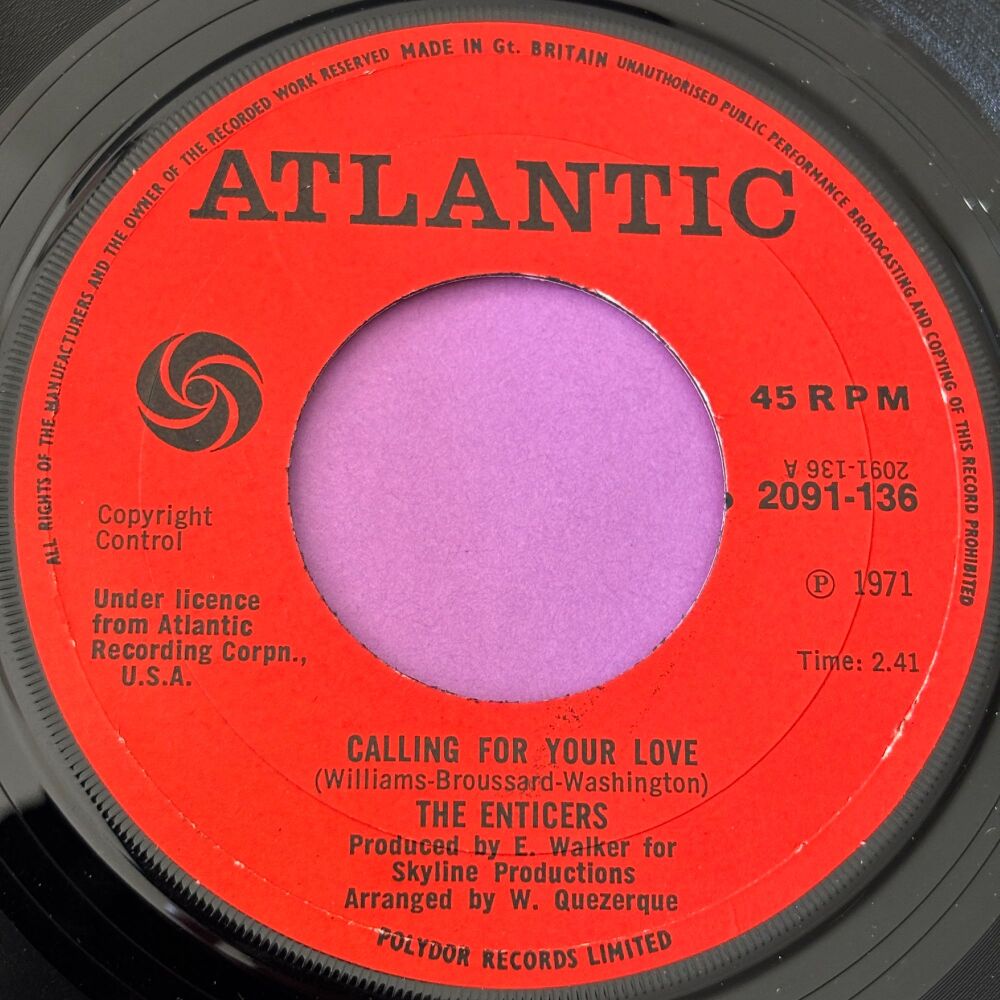 ALL RIGHTS OF THE MANUFACTURERS AND THE OWNER OF THE RECORDED WORK RESERVED MADE IN Gt. BRITAIN UNAUTHORISED PUBLIC PERFORMANCE BROADCASTING AND COPYING OF THIS RECORD PROHIBITED
ATLANTIC
45 RPM
2091-136 A
2091-136
Ⓟ 1971
Time: 2.41
Copyright
Control
Under licence
from Atlantic
Recording Corpn.,
U.S.A.
CALLING FOR YOUR LOVE
(Williams-Broussard-Washington)
THE ENTICERS
Produced by E. Walker for
Skyline Productions
Arranged by W. Quezerque
POLYDOR RECORDS LIMITED